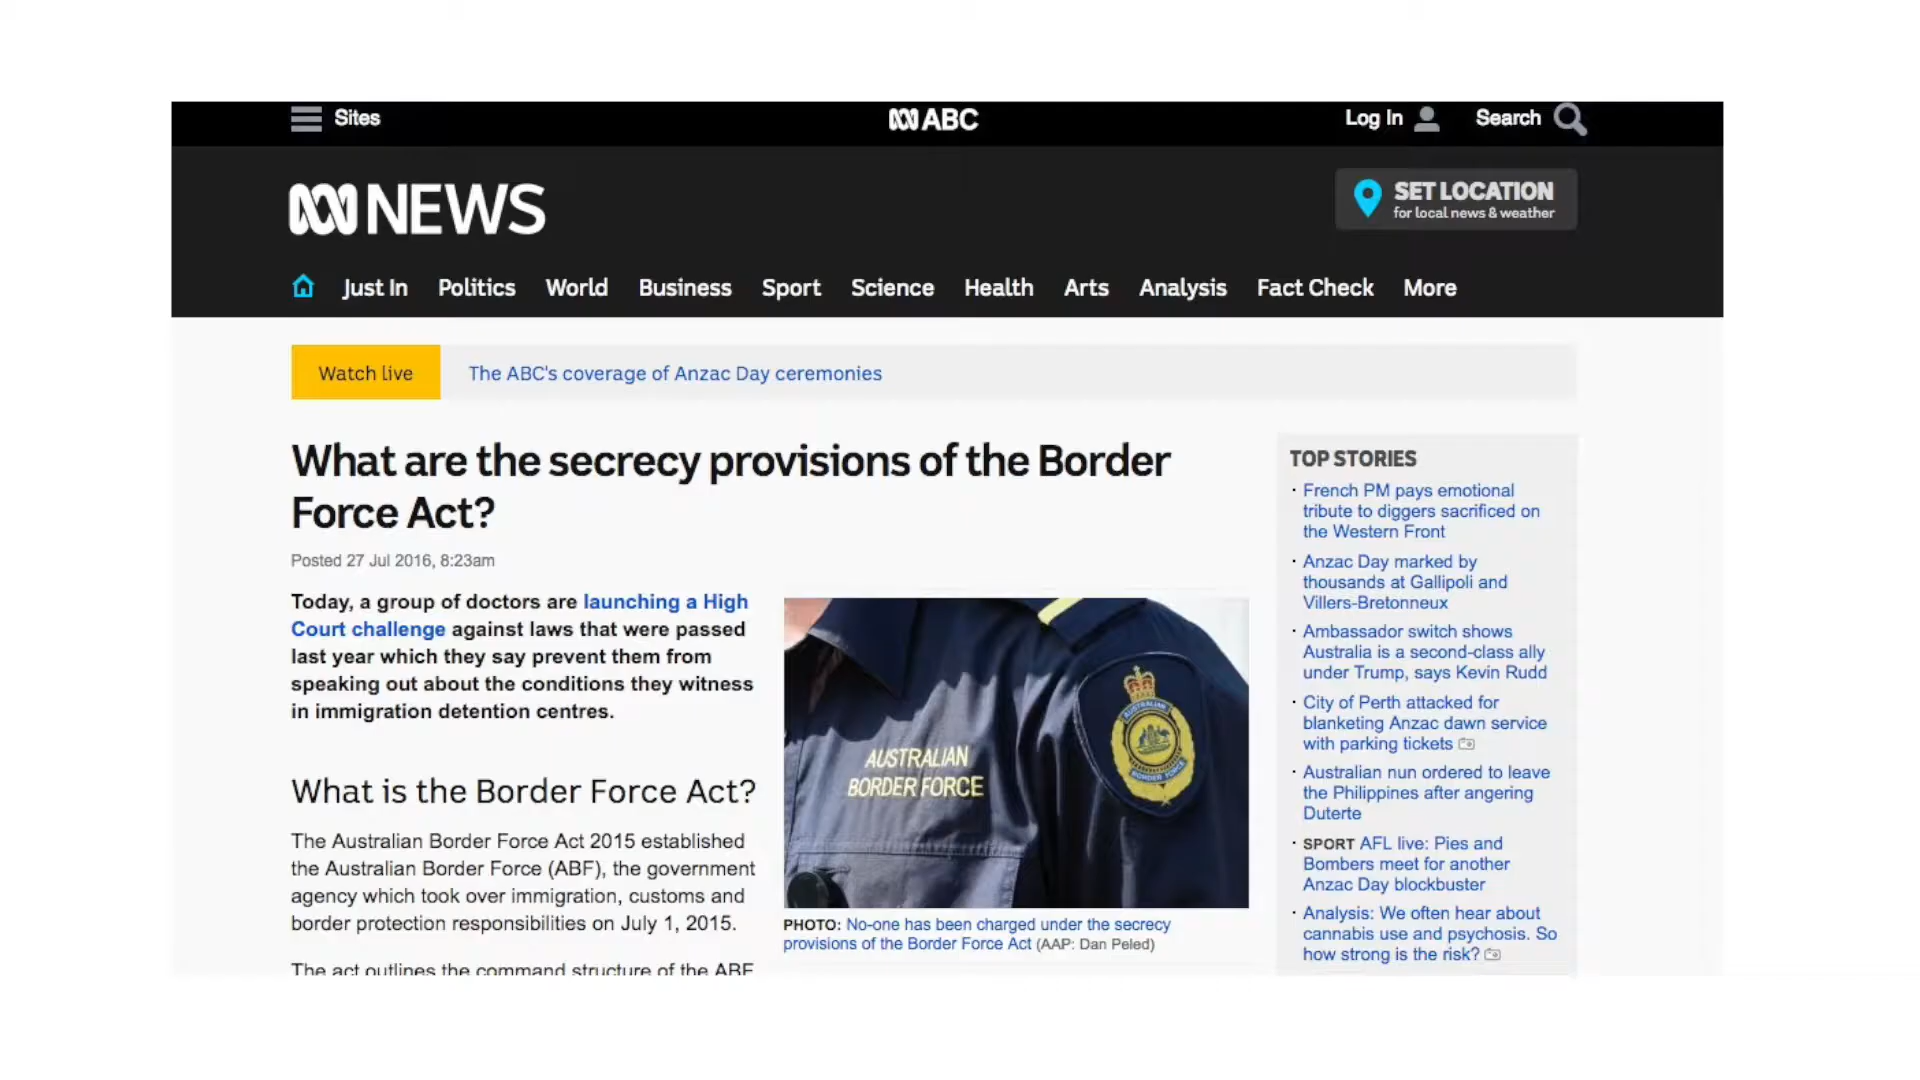 Sites
ABC
Log In
Search
NEWS
SET LOCATION
for local news & weather
Just In
Politics
World
Business
Sport
Science
Health
Arts
Analysis
Fact Check
More
Watch live
The ABC's coverage of Anzac Day ceremonies
What are the secrecy provisions of the Border
Force Act?
Posted 27 Jul 2016, 8:23am
Today, a group of doctors are launching a High
Court challenge against laws that were passed
last year which they say prevent them from
speaking out about the conditions they witness
in immigration detention centres.
What is the Border Force Act?
The Australian Border Force Act 2015 established
the Australian Border Force (ABF), the government
agency which took over immigration, customs and
border protection responsibilities on July 1, 2015.
The act outlines the command structure of the ABF
AUSTRALIAN
BORDER FORCE
AUSTRALIAN
BORDER FORCE
PHOTO: No-one has been charged under the secrecy
provisions of the Border Force Act (AAP: Dan Peled)
TOP STORIES
· French PM pays emotional
tribute to diggers sacrificed on
the Western Front
· Anzac Day marked by
thousands at Gallipoli and
Villers-Bretonneux
· Ambassador switch shows
Australia is a second-class ally
under Trump, says Kevin Rudd
· City of Perth attacked for
blanketing Anzac dawn service
with parking tickets
· Australian nun ordered to leave
the Philippines after angering
Duterte
· SPORT AFL live: Pies and
Bombers meet for another
Anzac Day blockbuster
· Analysis: We often hear about
cannabis use and psychosis. So
how strong is the risk?